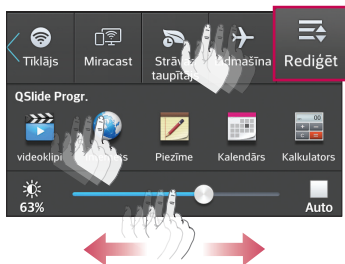 Tīklājs Miracast Strāvas taupītājs Rediģēt
QSlide Progr.
videoklipi Piezīme Kalendārs Kalkulators
63% Auto